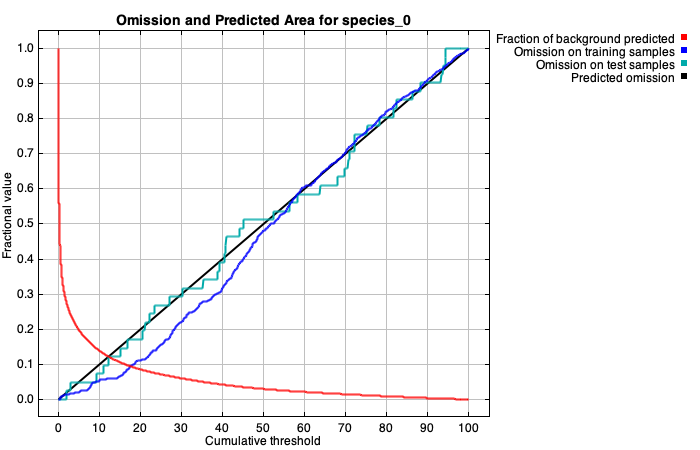 Omission and Predicted Area for species_0
Fraction of background predicted
Omission on training samples
Omission on test samples
Predicted omission
Fractional value
1.0
0.9
0.8
0.7
0.6
0.5
0.4
0.3
0.2
0.1
0.0
0 10 20 30 40 50 60 70 80 90 100
Cumulative threshold